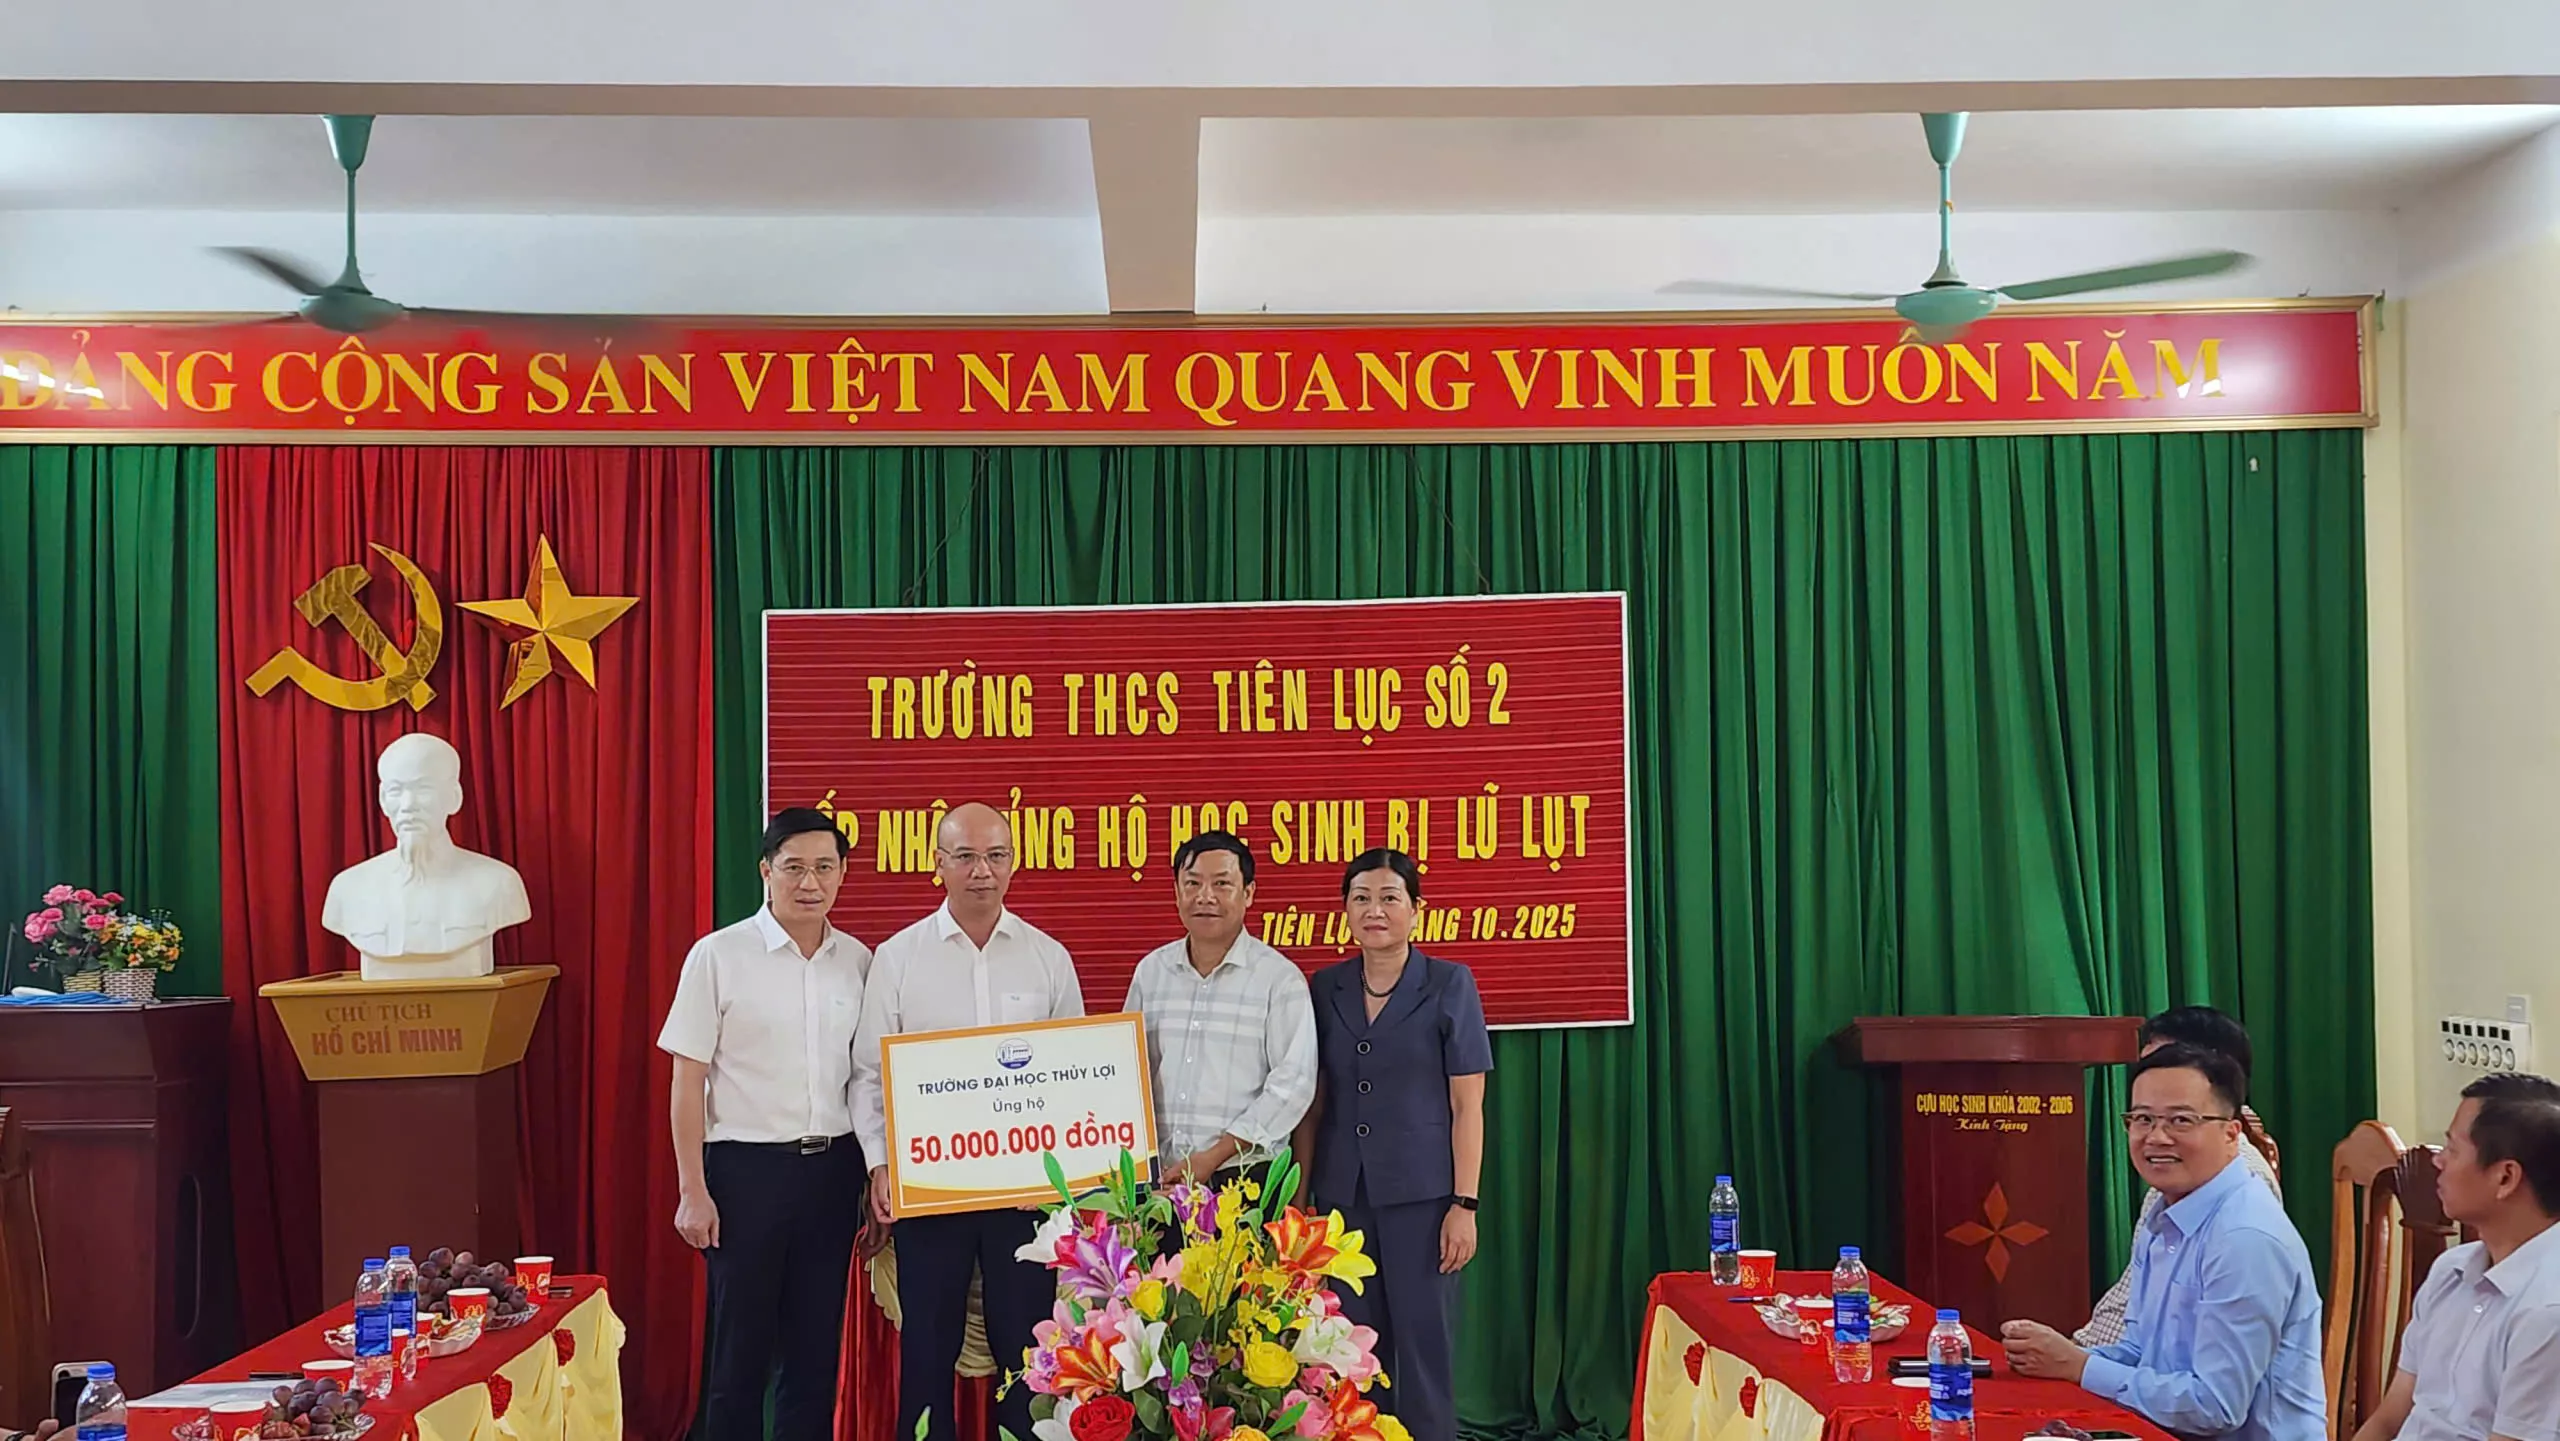 ĐẢNG CỘNG SẢN VIỆT NAM QUANG VINH MUÔN NĂM
TRƯỜNG THCS TIÊN LỤC SỐ 2
HỘ HỌC SINH BỊ LŨ LỤT
TIÊN 10.2025
CHỦ TỊCH
HỒ CHÍ MINH
TRƯỜNG ĐẠI HỌC THỦY LỢI
Ủng hộ
50.000.000 đồng
CỰU HỌC SINH KHÓA 2002 - 2006
Kính Tặng